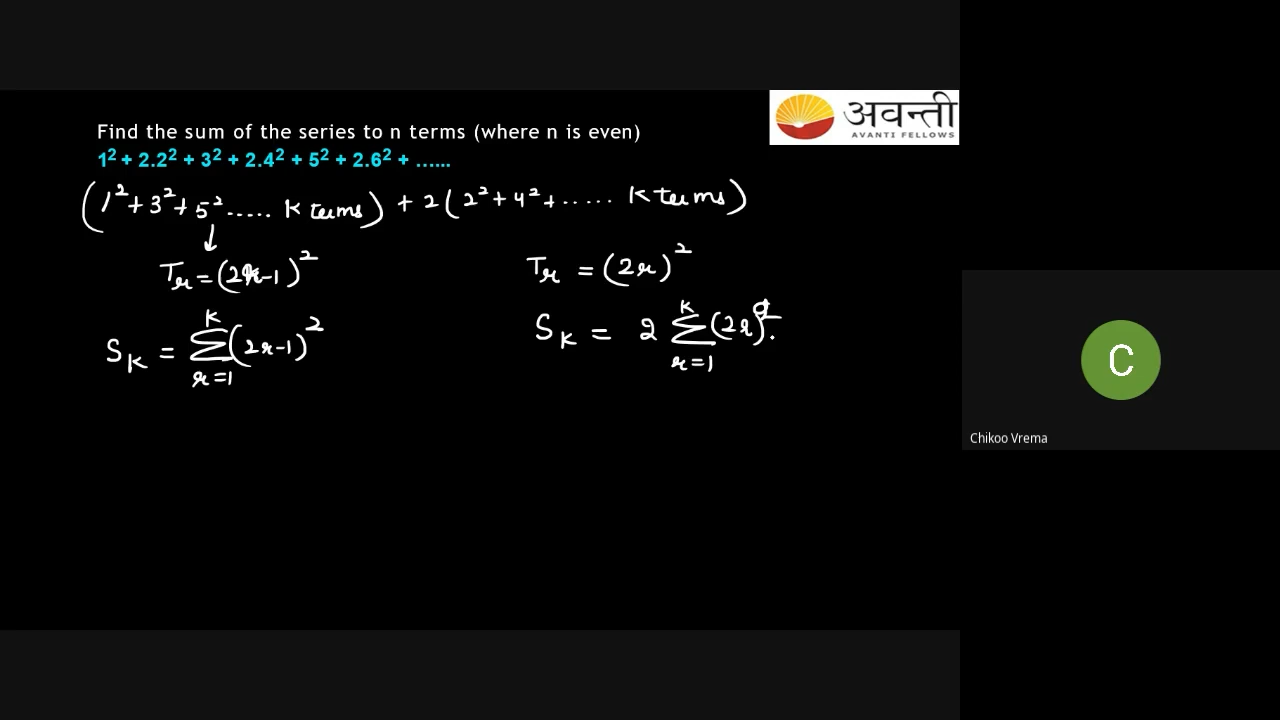 अवन्ती
AVANTI FELLOWS
Find the sum of the series to n terms (where n is even)
1² + 2.2² + 3² + 2.4² + 5² + 2.6² + ......
(1² + 3² + 5² ..... K terms) + 2 (2² + 4² + ..... K terms)
↓
Tr = (2r-1)² Tr = (2r)²
SK = K∑r=1 (2r-1)² SK = 2 K∑r=1 (2r)².
C
Chikoo Vrema